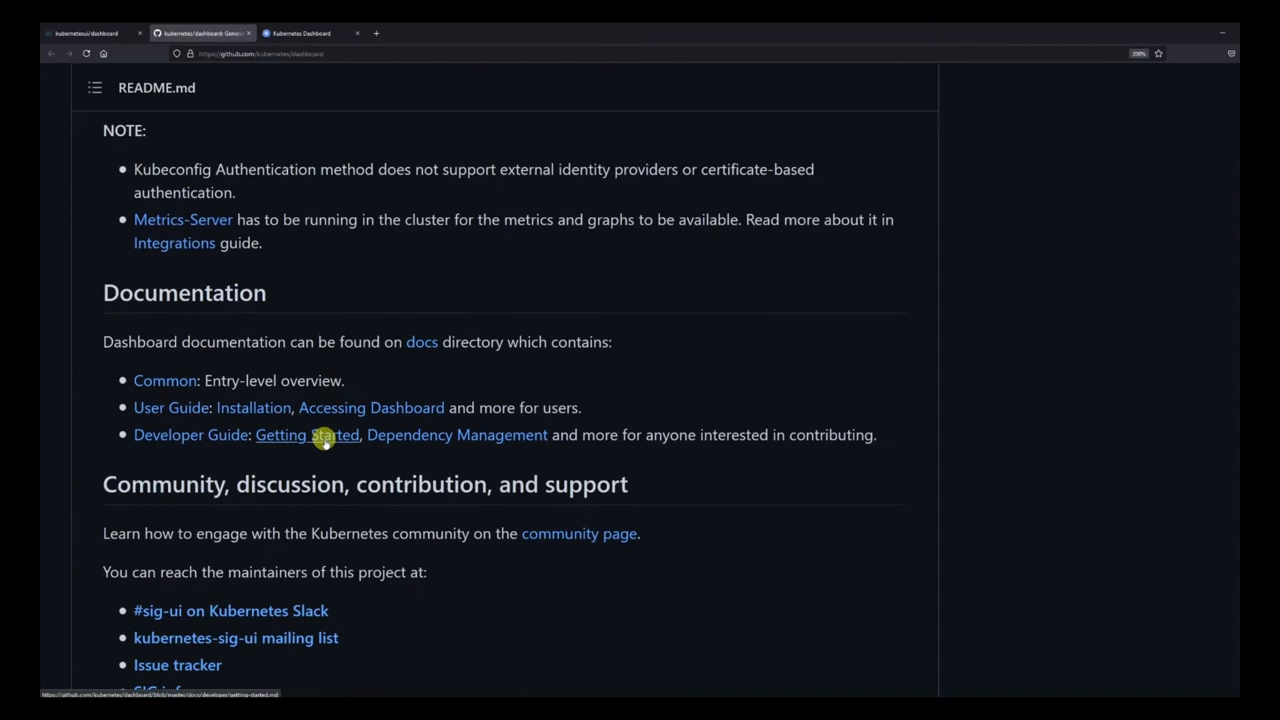 kubernetesui/dashboard
kubernetes/dashboard: Genera
Kubernetes Dashboard
https://github.com/kubernetes/dashboard
200%
README.md
NOTE:
Kubeconfig Authentication method does not support external identity providers or certificate-based
authentication.
Metrics-Server has to be running in the cluster for the metrics and graphs to be available. Read more about it in
Integrations guide.
Documentation
Dashboard documentation can be found on docs directory which contains:
Common: Entry-level overview.
User Guide: Installation, Accessing Dashboard and more for users.
Developer Guide: Getting Started, Dependency Management and more for anyone interested in contributing.
Community, discussion, contribution, and support
Learn how to engage with the Kubernetes community on the community page.
You can reach the maintainers of this project at:
#sig-ui on Kubernetes Slack
kubernetes-sig-ui mailing list
Issue tracker
https://github.com/kubernetes/dashboard/blob/master/docs/developer/getting-started.md